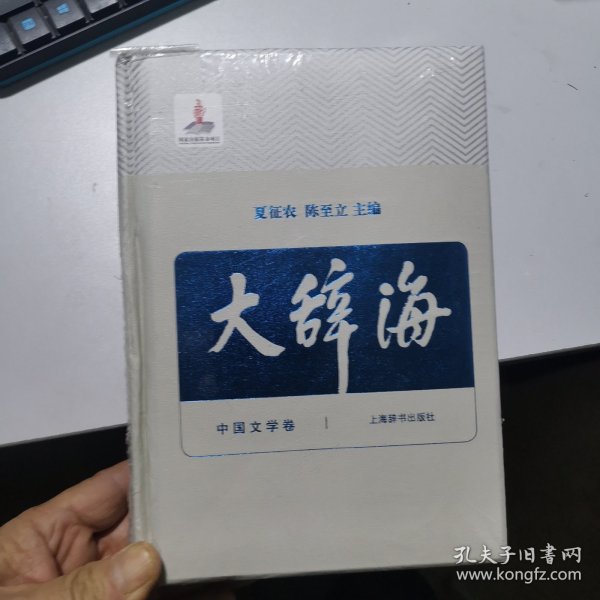 夏征农 陈至立 主编
大辞海
中国文学卷
上海辞书出版社
孔夫子旧書网
www.kongfz.com